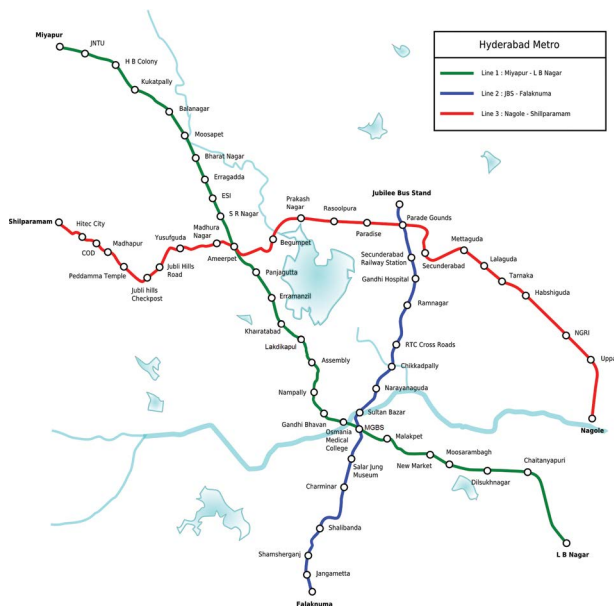 Hyderabad Metro
Line 1 : Miyapur - L B Nagar
Line 2 : JBS - Falaknuma
Line 3 : Nagole - Shillparamam
Miyapur
JNTU
H B Colony
Kukatpally
Balanagar
Moosapet
Bharat Nagar
Erragadda
ESI
S R Nagar
Ameerpet
Panjagutta
Erramanzil
Khairatabad
Lakdikapul
Assembly
Nampally
Gandhi Bhavan
Osmania
Medical
College
MGBS
Malakpet
New Market
Moosarambagh
Dilsukhnagar
Chaitanyapuri
L B Nagar
Shilparamam
Hitec City
COD
Madhapur
Peddamma Temple
Jubli hills
Checkpost
Jubli Hills
Road
Yusufguda
Madhura
Nagar
Begumpet
Prakash
Nagar
Rasoolpura
Paradise
Parade Gounds
Secunderabad
Mettaguda
Lalaguda
Tarnaka
Habshiguda
NGRI
Uppa
Nagole
Jubilee Bus Stand
Secunderabad
Railway Station
Gandhi Hospital
Ramnagar
RTC Cross Roads
Chikkadpally
Narayanaguda
Sultan Bazar
Salar Jung
Museum
Charminar
Shalibanda
Shamsherganj
Jangametta
Falaknuma